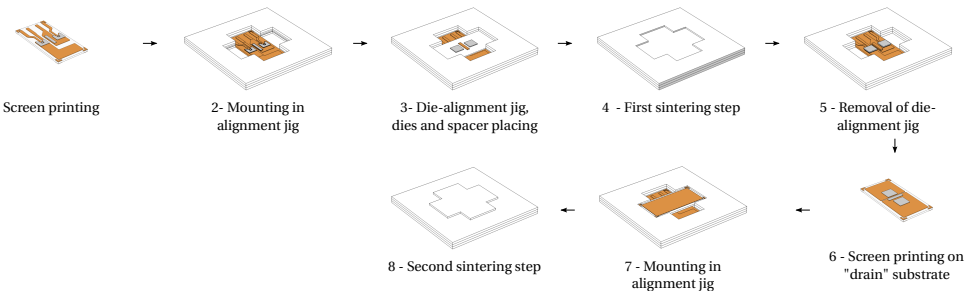 Screen printing
2- Mounting in
alignment jig
3- Die-alignment jig,
dies and spacer placing
4 - First sintering step
5 - Removal of die-
alignment jig
6 - Screen printing on
"drain" substrate
7 - Mounting in
alignment jig
8 - Second sintering step